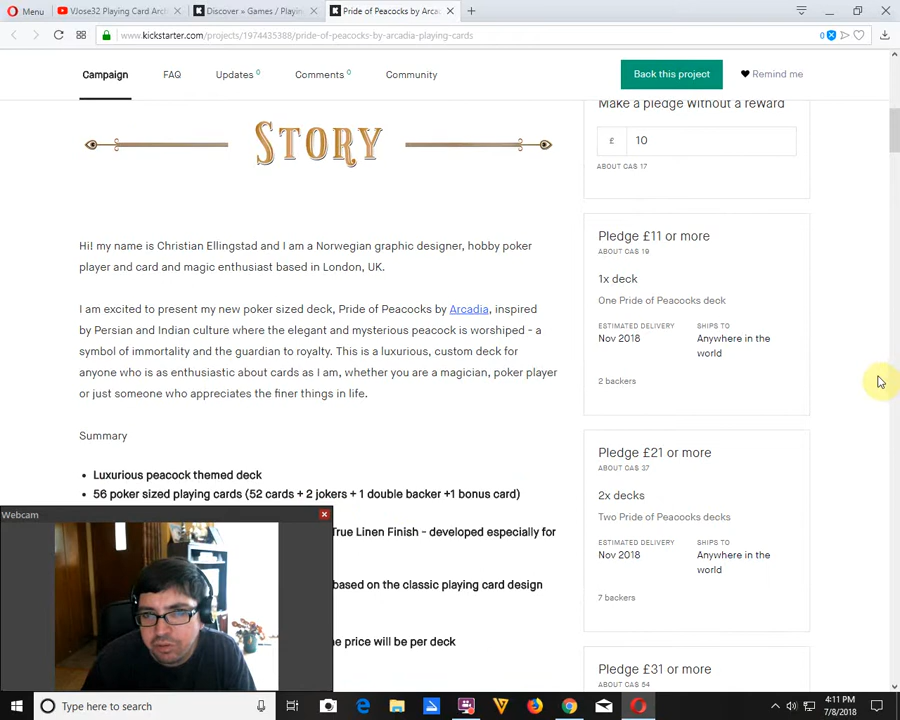 Menu
VJose32 Playing Card Arch
Discover » Games / Playin
Pride of Peacocks by Arca
www.kickstarter.com/projects/1974435388/pride-of-peacocks-by-arcadia-playing-cards
0
Campaign
FAQ
Updates 0
Comments 0
Community
Back this project
Remind me
STORY
Hi! my name is Christian Ellingstad and I am a Norwegian graphic designer, hobby poker
player and card and magic enthusiast based in London, UK.
I am excited to present my new poker sized deck, Pride of Peacocks by Arcadia, inspired
by Persian and Indian culture where the elegant and mysterious peacock is worshiped - a
symbol of immortality and the guardian to royalty. This is a luxurious, custom deck for
anyone who is as enthusiastic about cards as I am, whether you are a magician, poker player
or just someone who appreciates the finer things in life.
Summary
• Luxurious peacock themed deck
• 56 poker sized playing cards (52 cards + 2 jokers + 1 double backer +1 bonus card)
True Linen Finish - developed especially for
based on the classic playing card design
e price will be per deck
Make a pledge without a reward
£ 10
ABOUT CA$ 17
Pledge £11 or more
ABOUT CA$ 19
1x deck
One Pride of Peacocks deck
ESTIMATED DELIVERY SHIPS TO
Nov 2018 Anywhere in the
world
2 backers
Pledge £21 or more
ABOUT CA$ 37
2x decks
Two Pride of Peacocks decks
ESTIMATED DELIVERY SHIPS TO
Nov 2018 Anywhere in the
world
7 backers
Pledge £31 or more
ABOUT CA$ 54
Webcam
Type here to search
4:11 PM
7/8/2018